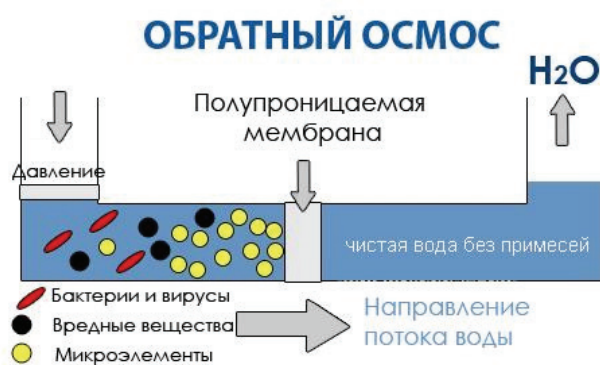 ОБРАТНЫЙ ОСМОС
H2O
Полупроницаемая
мембрана
Давление
чистая вода без примесей
Бактерии и вирусы
Вредные вещества
Микроэлементы
Направление
потока воды